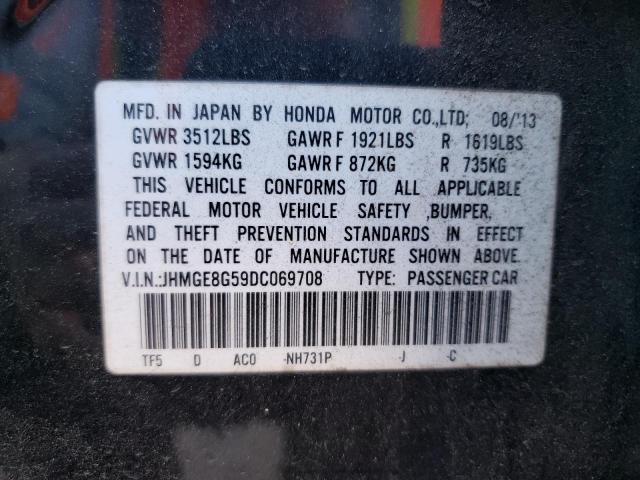 MFD. IN JAPAN BY HONDA MOTOR CO.,LTD; 08/'13
GVWR 3512LBS GAWR F 1921LBS R 1619LBS
GVWR 1594KG GAWR F 872KG R 735KG
THIS VEHICLE CONFORMS TO ALL APPLICABLE
FEDERAL MOTOR VEHICLE SAFETY ,BUMPER,
AND THEFT PREVENTION STANDARDS IN EFFECT
ON THE DATE OF MANUFACTURE SHOWN ABOVE.
V.I.N.:JHMGE8G59DC069708 TYPE: PASSENGER CAR
TF5 D AC0 -NH731P -J -C